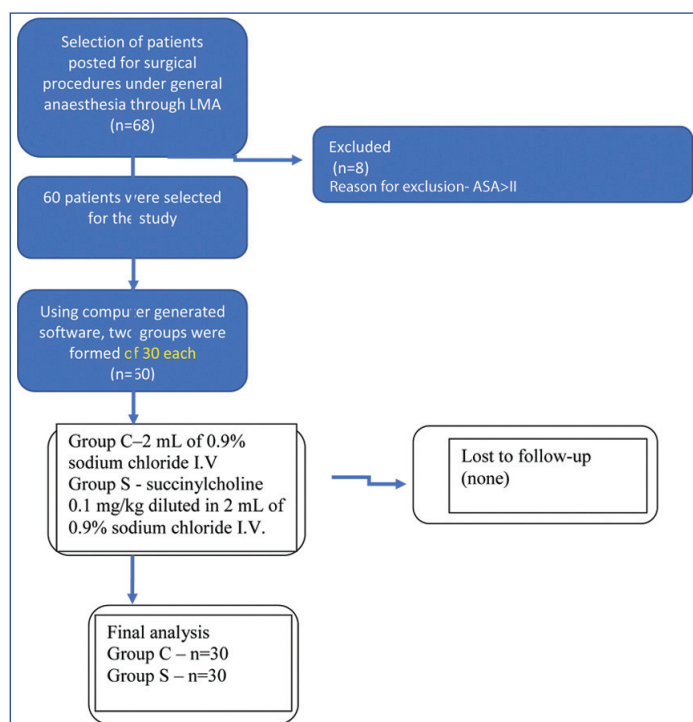 Selection of patients
posted for surgical
procedures under general
anaesthesia through LMA
(n=68)
Excluded
(n=8)
Reason for exclusion- ASA>II
60 patients were selected
for the study
Using computer generated
software, two groups were
formed of 30 each
(n=60)
Group C–2 mL of 0.9%
sodium chloride I.V
Group S - succinylcholine
0.1 mg/kg diluted in 2 mL of
0.9% sodium chloride I.V.
Lost to follow-up
(none)
Final analysis
Group C – n=30
Group S – n=30